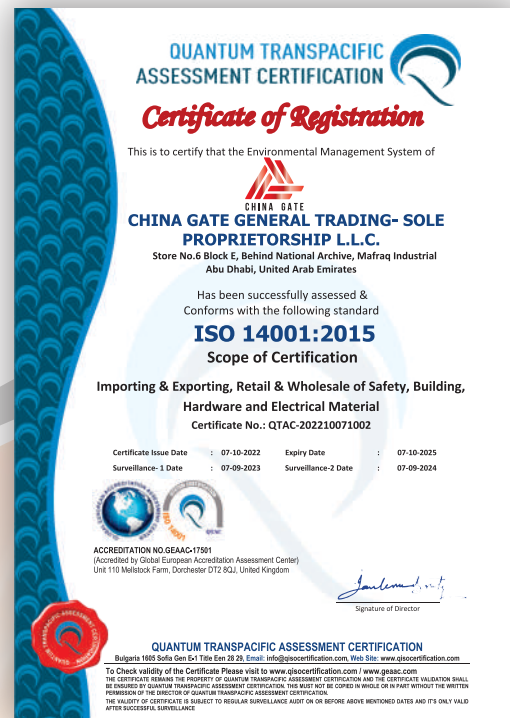 QUANTUM TRANSPACIFIC
ASSESSMENT CERTIFICATION
Certificate of Registration
This is to certify that the Environmental Management System of
CHINA GATE
CHINA GATE GENERAL TRADING- SOLE
PROPRIETORSHIP L.L.C.
Store No.6 Block E, Behind National Archive, Mafraq Industrial
Abu Dhabi, United Arab Emirates
Has been successfully assessed &
Conforms with the following standard
ISO 14001:2015
Scope of Certification
Importing & Exporting, Retail & Wholesale of Safety, Building,
Hardware and Electrical Material
Certificate No.: QTAC-202210071002
Certificate Issue Date : 07-10-2022 Expiry Date : 07-10-2025
Surveillance- 1 Date : 07-09-2023 Surveillance-2 Date : 07-09-2024
QTAC
ACCREDITATION NO.GEAAC-17501
(Accredited by Global European Accreditation Assessment Center)
Unit 110 Mellstock Farm, Dorchester DT2 8QJ, United Kingdom
Signature of Director
QUANTUM TRANSPACIFIC ASSESSMENT CERTIFICATION
Bulgaria 1605 Sofia Gen E-1 Title Een 28 29, Email: info@qisocertification.com, Web Site: www.qisocertification.com
To Check validity of the Certificate Please visit to www.qisocertification.com / www.geaac.com
THE CERTIFICATE REMAINS THE PROPERTY OF QUANTUM TRANSPACIFIC ASSESSMENT CERTIFICATION AND THE CERTIFICATE VALIDATION SHALL
BE ENSURED BY QUANTUM TRANSPACIFIC ASSESSMENT CERTIFICATION. THIS MUST NOT BE COPIED IN WHOLE OR IN PART WITHOUT THE WRITTEN
PERMISSION OF THE DIRECTOR OF QUANTUM TRANSPACIFIC ASSESSMENT CERTIFICATION.
THE VALIDITY OF CERTIFICATE IS SUBJECT TO REGULAR SURVEILLANCE AUDIT ON OR BEFORE ABOVE MENTIONED DATES AND IT'S ONLY VALID
AFTER SUCCESSFUL SURVEILLANCE